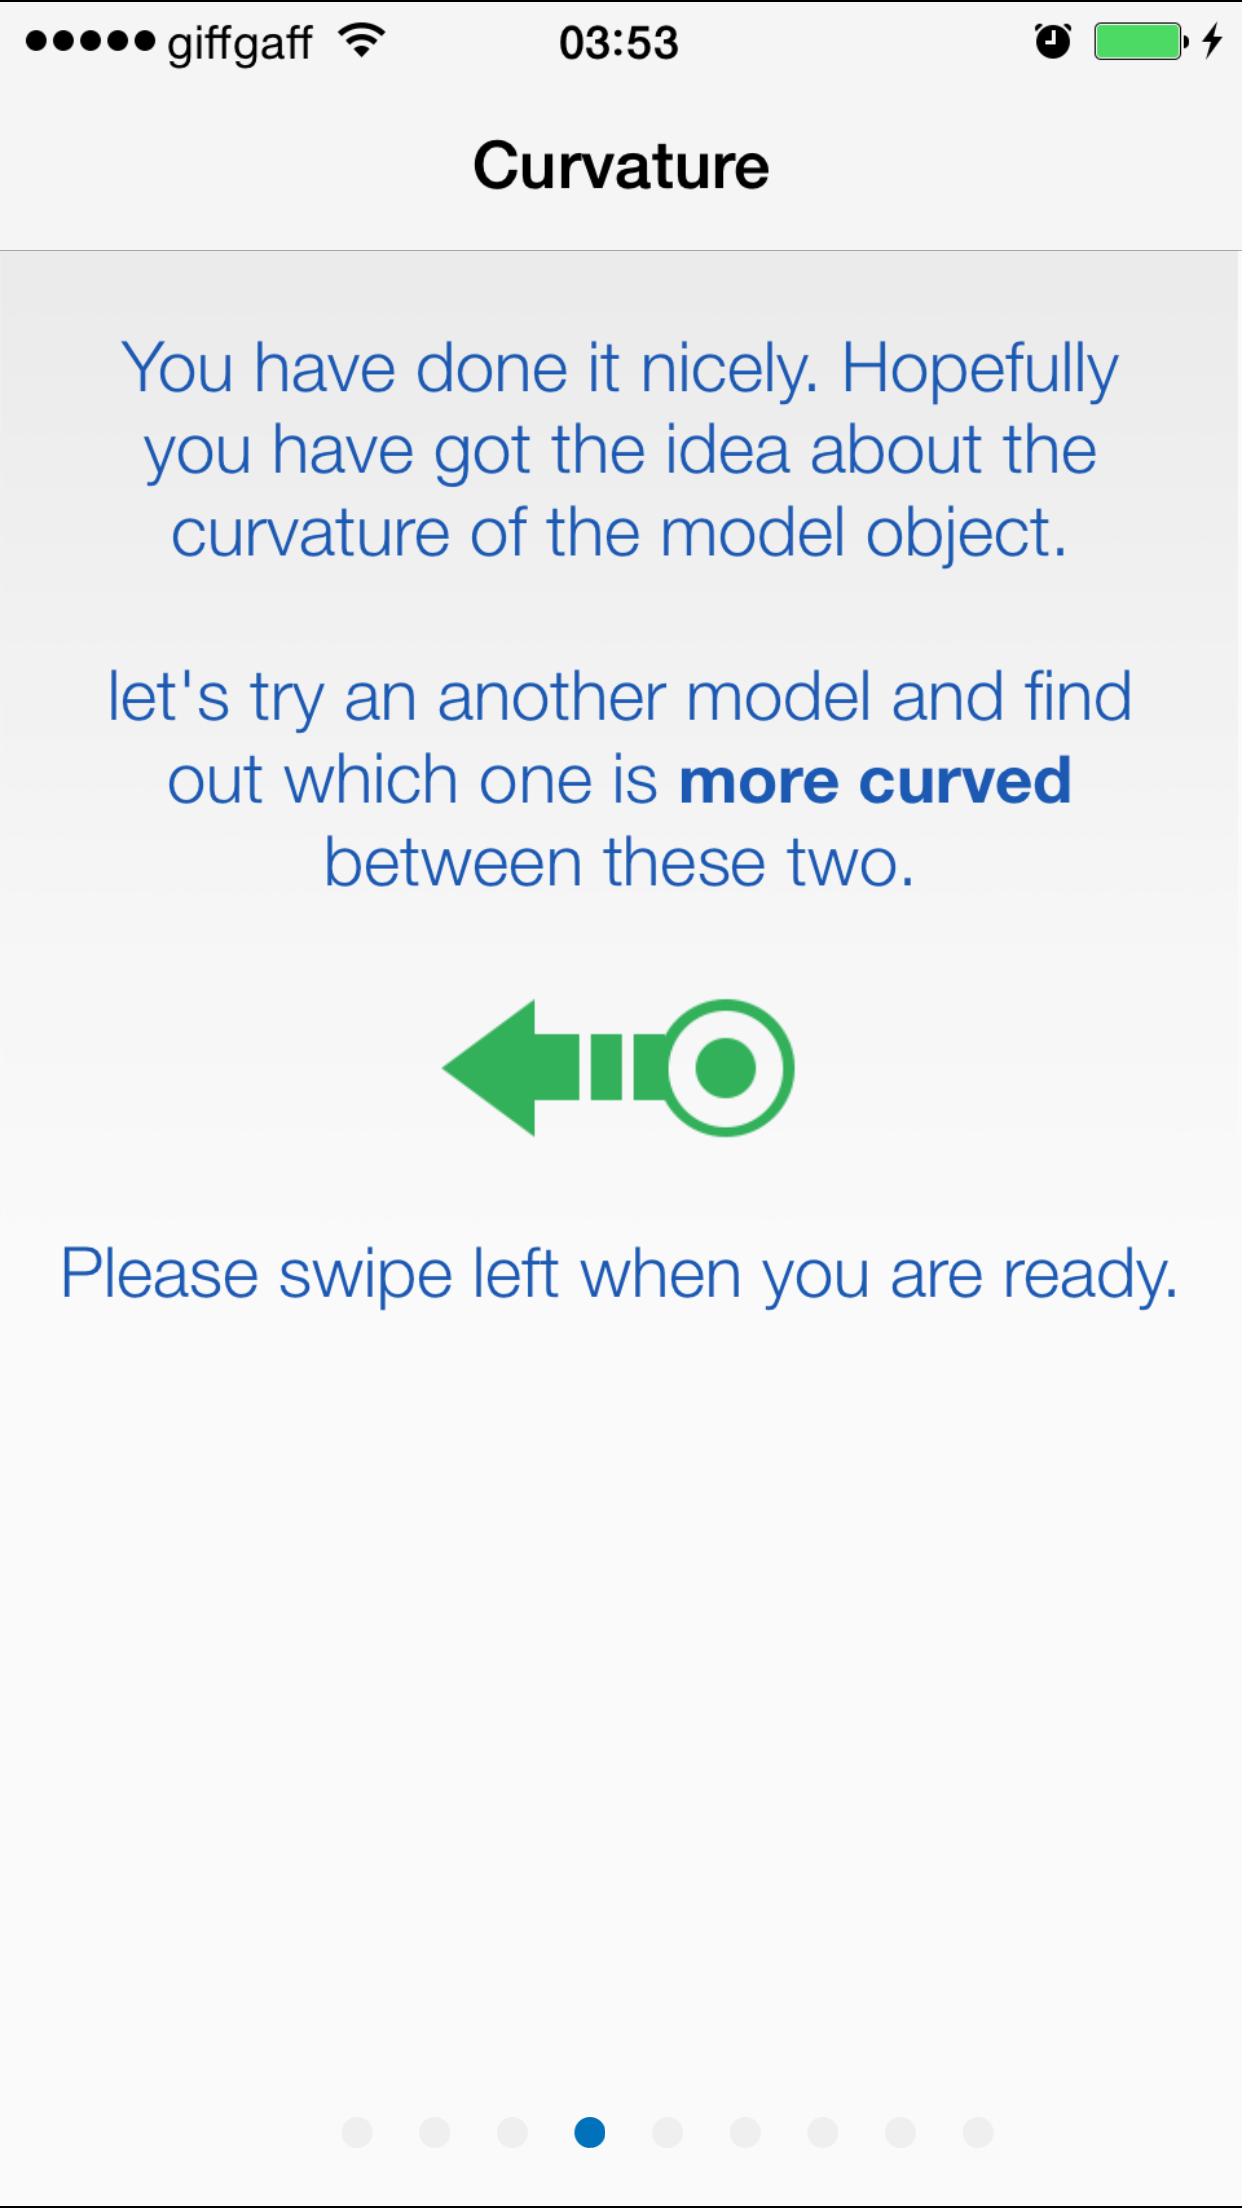 giffgaff 03:53
Curvature
You have done it nicely. Hopefully
you have got the idea about the
curvature of the model object.
let's try an another model and find
out which one is more curved
between these two.
Please swipe left when you are ready.